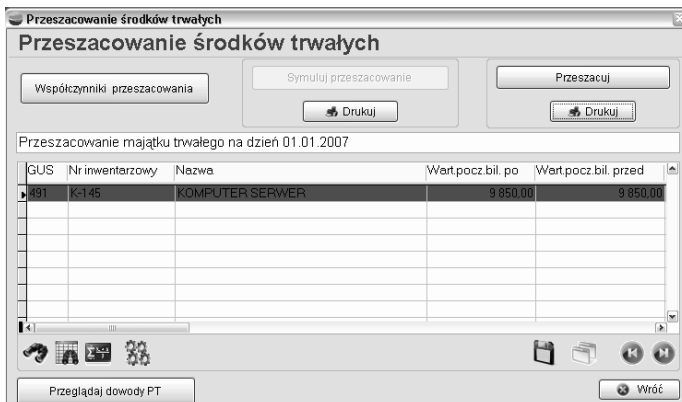 Przeszacowanie środków trwałych
Przeszacowanie środków trwałych
Współczynniki przeszacowania
Symuluj przeszacowanie
Drukuj
Przeszacuj
Drukuj
Przeszacowanie majątku trwałego na dzień 01.01.2007
GUS Nr inwentarzowy Nazwa Wart.pocz.bil. po Wart.pocz.bil. przed
491 K-145 KOMPUTER SERWER 9 850,00 9 850,00
Przeglądaj dowody PT
Wróć